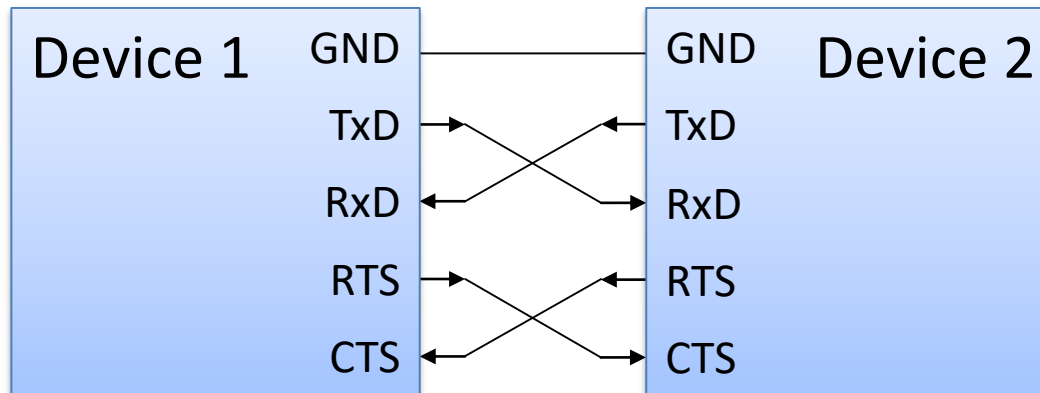 Device 1
GND
TxD
RxD
RTS
CTS
GND
TxD
RxD
RTS
CTS
Device 2